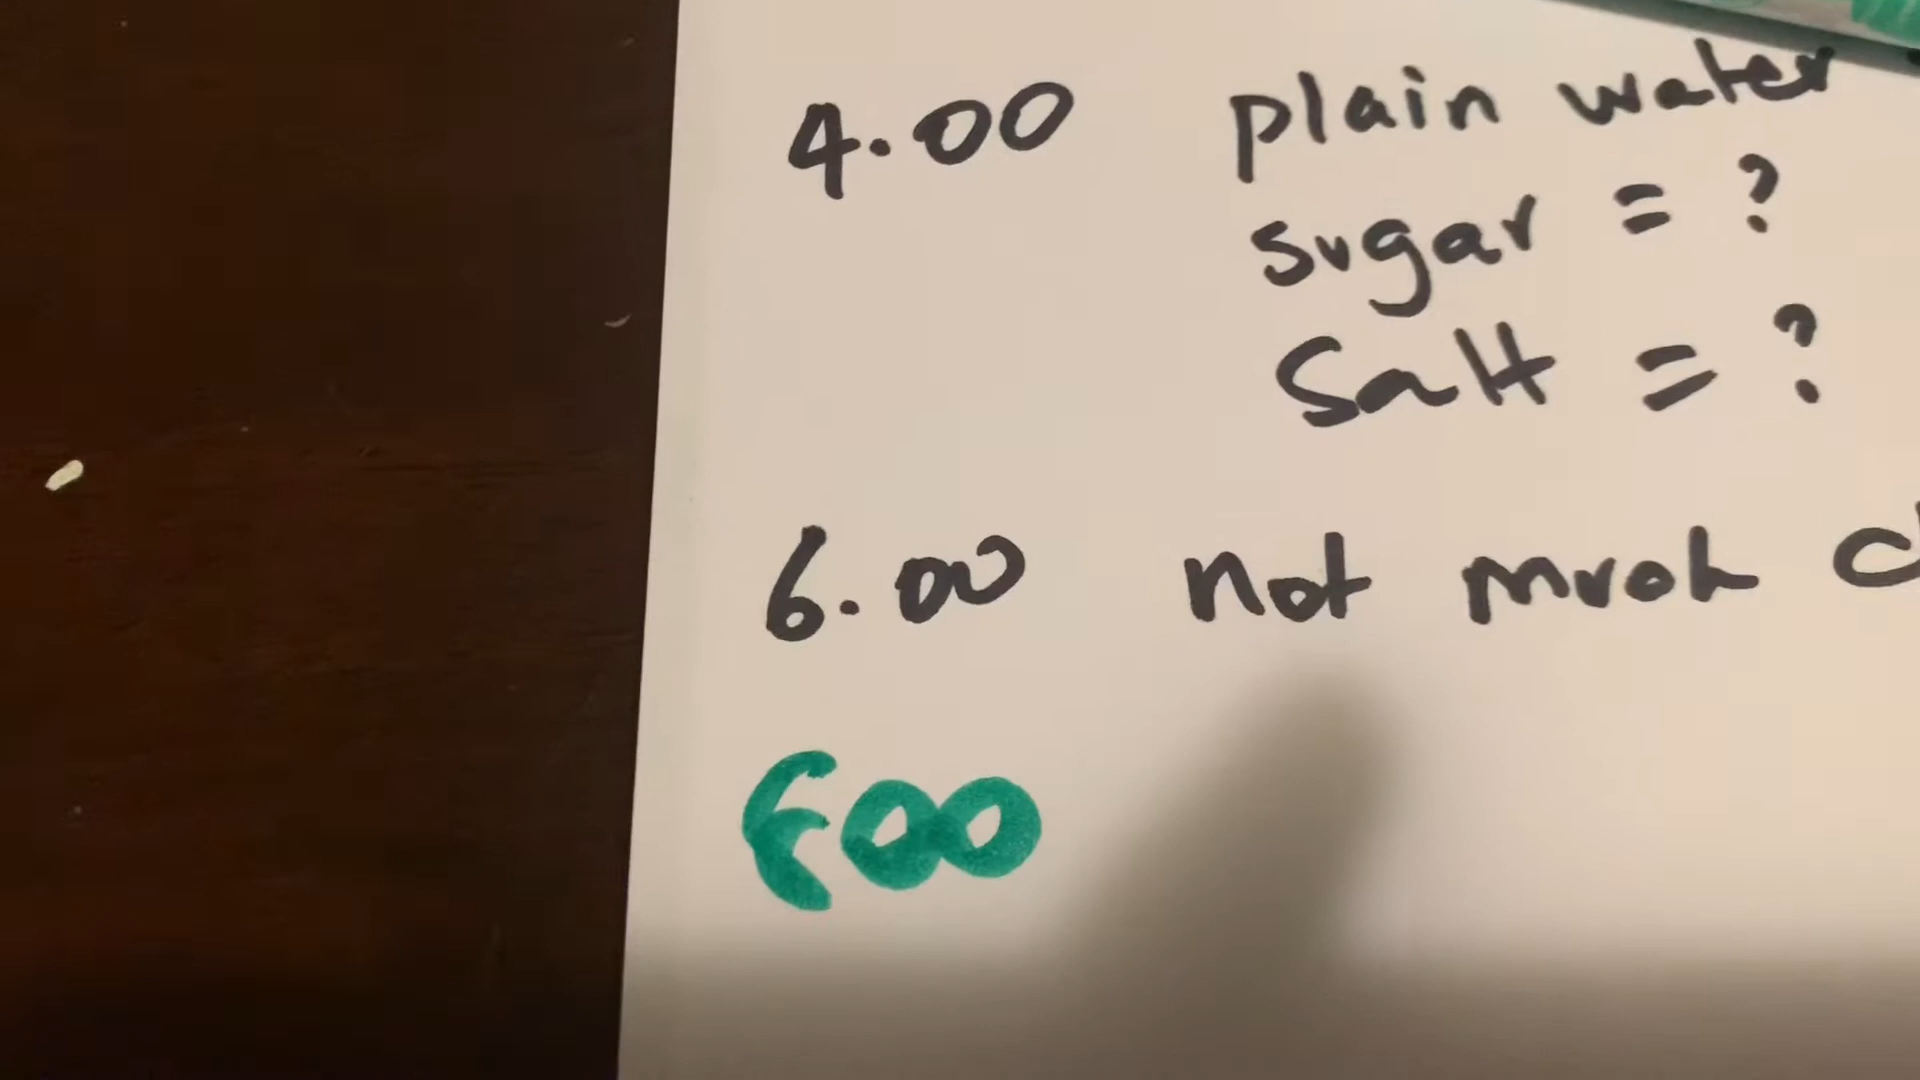 4.00 plain water
sugar = ?
Salt = ?
6.00 not much
600